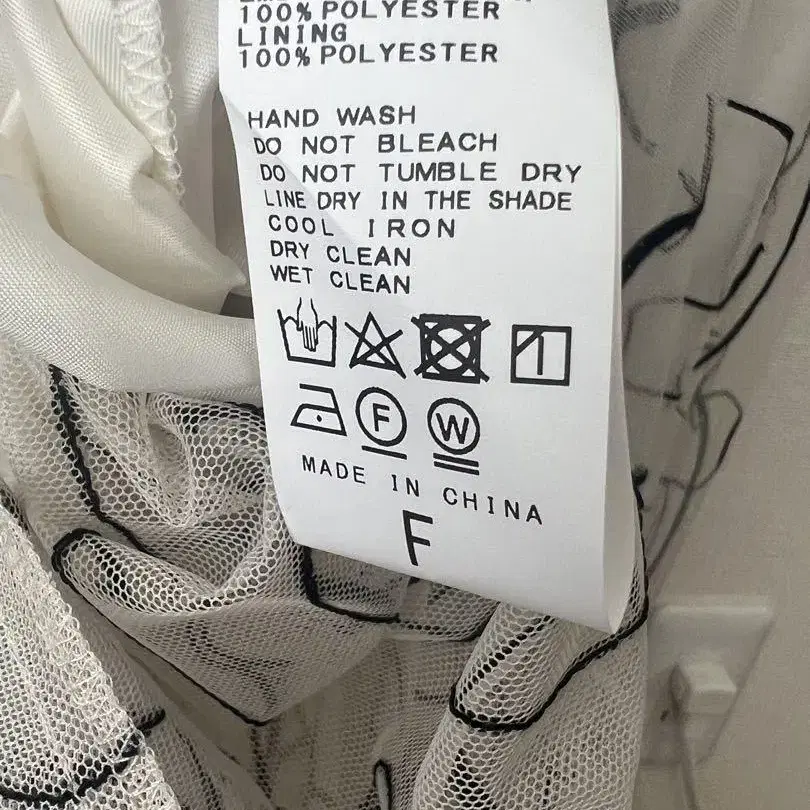 100% POLYESTER
LINING
100% POLYESTER
HAND WASH
DO NOT BLEACH
DO NOT TUMBLE DRY
LINE DRY IN THE SHADE
COOL IRON
DRY CLEAN
WET CLEAN
F W
MADE IN CHINA
F